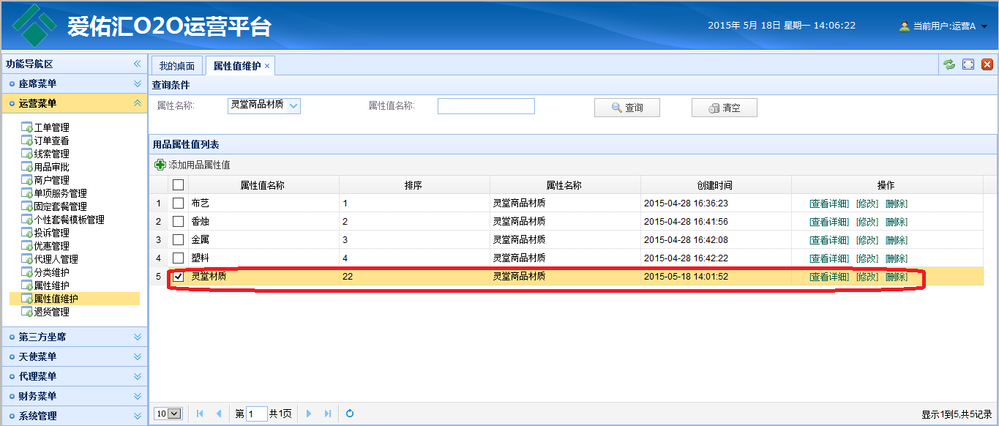 爱佑汇O2O运营平台
2015年 5月 18日 星期一 14:06:22
当前用户:运营A
功能导航区
座席菜单
运营菜单
工单管理
订单查看
线索管理
用品审批
商户管理
单项服务管理
固定套餐管理
个性套餐模板管理
投诉管理
优惠管理
代理人管理
分类维护
属性维护
属性值维护
退货管理
第三方坐席
天使菜单
代理菜单
财务菜单
系统管理
我的桌面 属性值维护
查询条件
属性名称: 灵堂商品材质 属性值名称: 查询 清空
用品属性值列表
添加用品属性值
属性值名称 排序 属性名称 创建时间 操作
1 布艺 1 灵堂商品材质 2015-04-28 16:36:23 [查看详细] [修改] [删除]
2 香烛 2 灵堂商品材质 2015-04-28 16:41:56 [查看详细] [修改] [删除]
3 金属 3 灵堂商品材质 2015-04-28 16:42:08 [查看详细] [修改] [删除]
4 塑料 4 灵堂商品材质 2015-04-28 16:42:22 [查看详细] [修改] [删除]
5 灵堂材质 22 灵堂商品材质 2015-05-18 14:01:52 [查看详细] [修改] [删除]
10 第 1 共1页 显示1到5,共5记录